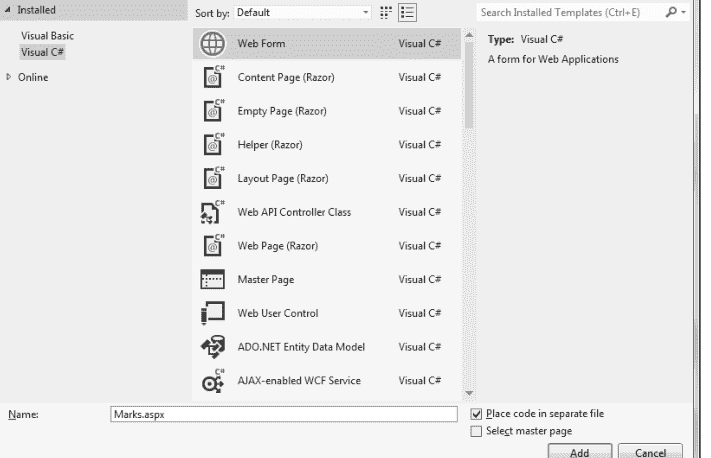 Installed
Visual Basic
Visual C#
Online
Sort by: Default
Web Form Visual C#
C# Content Page (Razor) Visual C#
C# Empty Page (Razor) Visual C#
C# Helper (Razor) Visual C#
C# Layout Page (Razor) Visual C#
C# Web API Controller Class Visual C#
C# Web Page (Razor) Visual C#
Master Page Visual C#
Web User Control Visual C#
ADO.NET Entity Data Model Visual C#
C# AJAX-enabled WCF Service Visual C#
Search Installed Templates (Ctrl+E)
Type: Visual C#
A form for Web Applications
Name: Marks.aspx
Place code in separate file
Select master page
Add Cancel